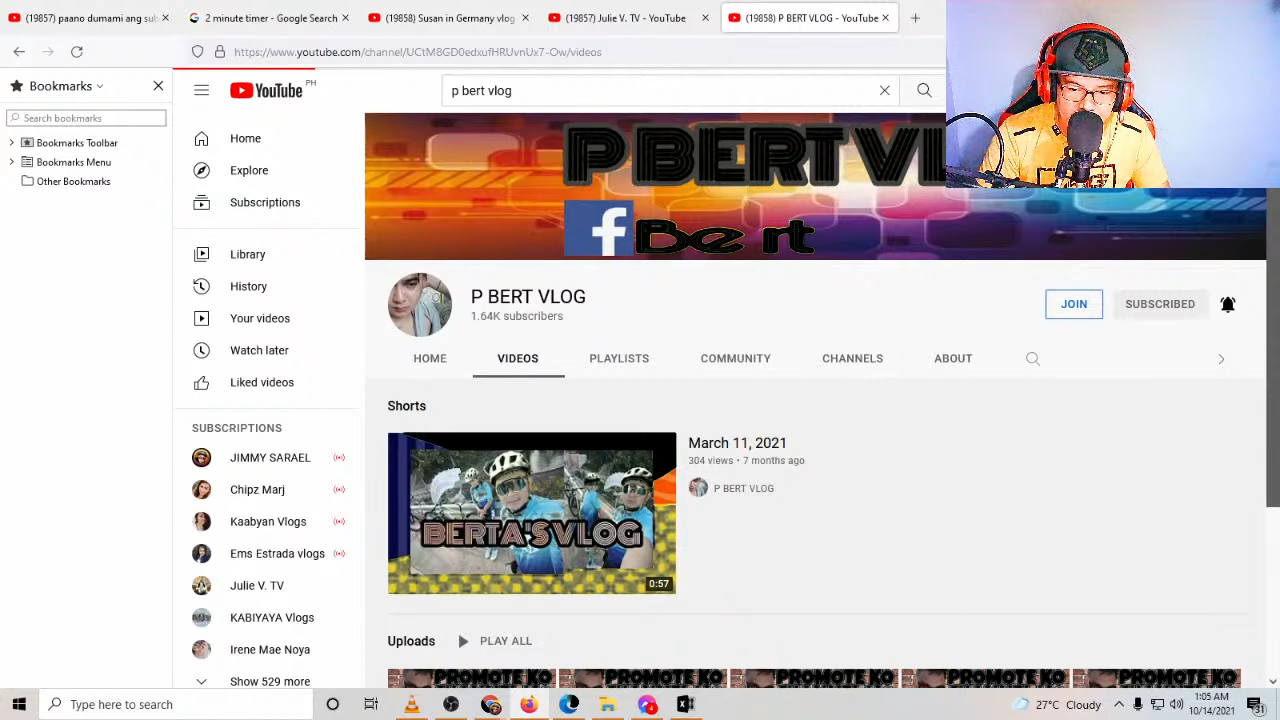 (19857) paano dumami ang sub
2 minute timer - Google Search
(19858) Susan in Germany vlog
(19857) Julie V. TV - YouTube
(19858) P BERT VLOG - YouTube
https://www.youtube.com/channel/UCtM8GD0edxufHRUvnUx7-Ow/videos
Bookmarks
Search bookmarks
Bookmarks Toolbar
Bookmarks Menu
Other Bookmarks
YouTube PH
p bert vlog
Home
Explore
Subscriptions
Library
History
Your videos
Watch later
Liked videos
SUBSCRIPTIONS
JIMMY SARAEL
Chipz Marj
Kaabyan Vlogs
Ems Estrada vlogs
Julie V. TV
KABIYAYA Vlogs
Irene Mae Noya
Show 529 more
P BERT VL
f Bert
P BERT VLOG
1.64K subscribers
JOIN
SUBSCRIBED
HOME
VIDEOS
PLAYLISTS
COMMUNITY
CHANNELS
ABOUT
Shorts
BERTA'S VLOG
0:57
March 11, 2021
304 views • 7 months ago
P BERT VLOG
Uploads
PLAY ALL
PROMOTE KO
PROMOTE KO
PROMOTE KO
PROMOTE KO
PROMOTE KO
Type here to search
4
27°C Cloudy
1:05 AM
10/14/2021
31